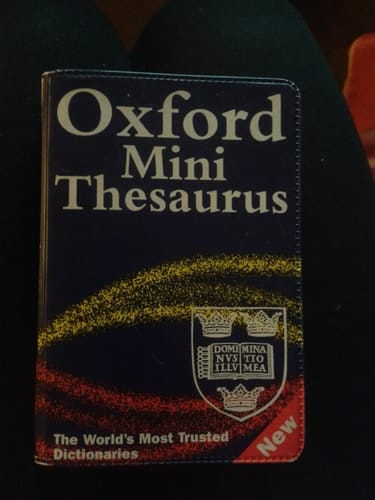 Oxford
Mini
Thesaurus
DOMI MINA
NVS TIO
ILLV MEA
The World's Most Trusted
Dictionaries
New